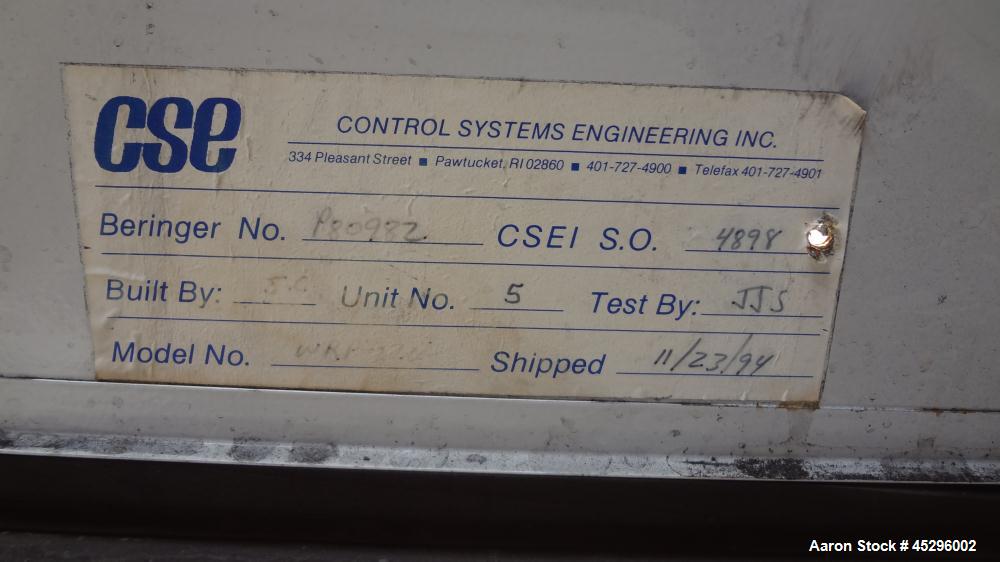 cse
CONTROL SYSTEMS ENGINEERING INC.
334 Pleasant Street ■ Pawtucket, RI 02860 ■ 401-727-4900 ■ Telefax 401-727-4901
Beringer No. P80982 CSEI S.O. 4898
Built By: S.C. Unit No. 5 Test By: JJS
Model No. Shipped 11/23/94
Aaron Stock # 45296002